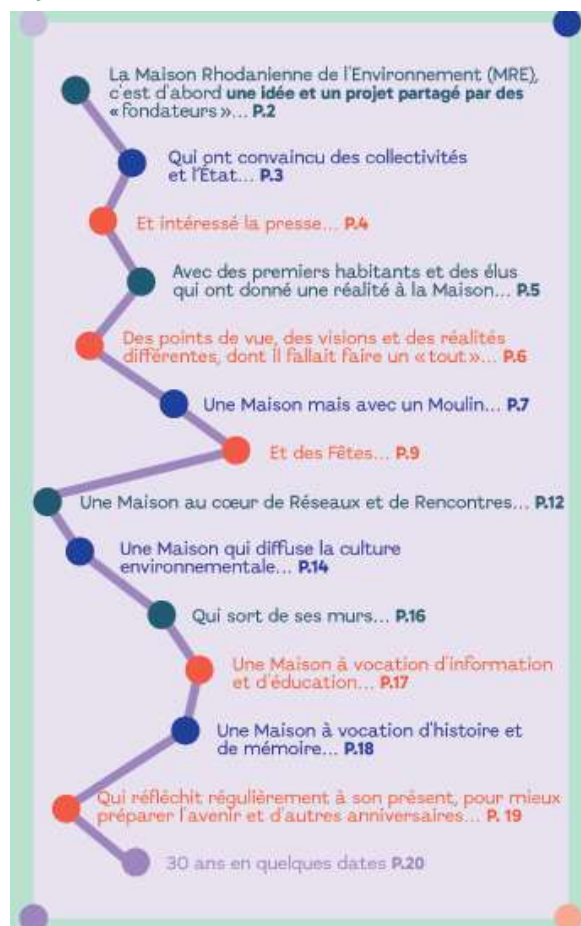 La Maison Rhodanienne de l'Environnement (MRE),
c'est d'abord une idée et un projet partagé par des
« fondateurs »... P.2
Qui ont convaincu des collectivités
et l'État... P.3
Et intéressé la presse... P.4
Avec des premiers habitants et des élus
qui ont donné une réalité à la Maison... P.5
Des points de vue, des visions et des réalités
différentes, dont il fallait faire un « tout »... P.6
Une Maison mais avec un Moulin... P.7
Et des Fêtes... P.9
Une Maison au cœur de Réseaux et de Rencontres... P.12
Une Maison qui diffuse la culture
environnementale... P.14
Qui sort de ses murs... P.16
Une Maison à vocation d'information
et d'éducation... P.17
Une Maison à vocation d'histoire et
de mémoire... P.18
Qui réfléchit régulièrement à son présent, pour mieux
préparer l'avenir et d'autres anniversaires... P. 19
30 ans en quelques dates P.20